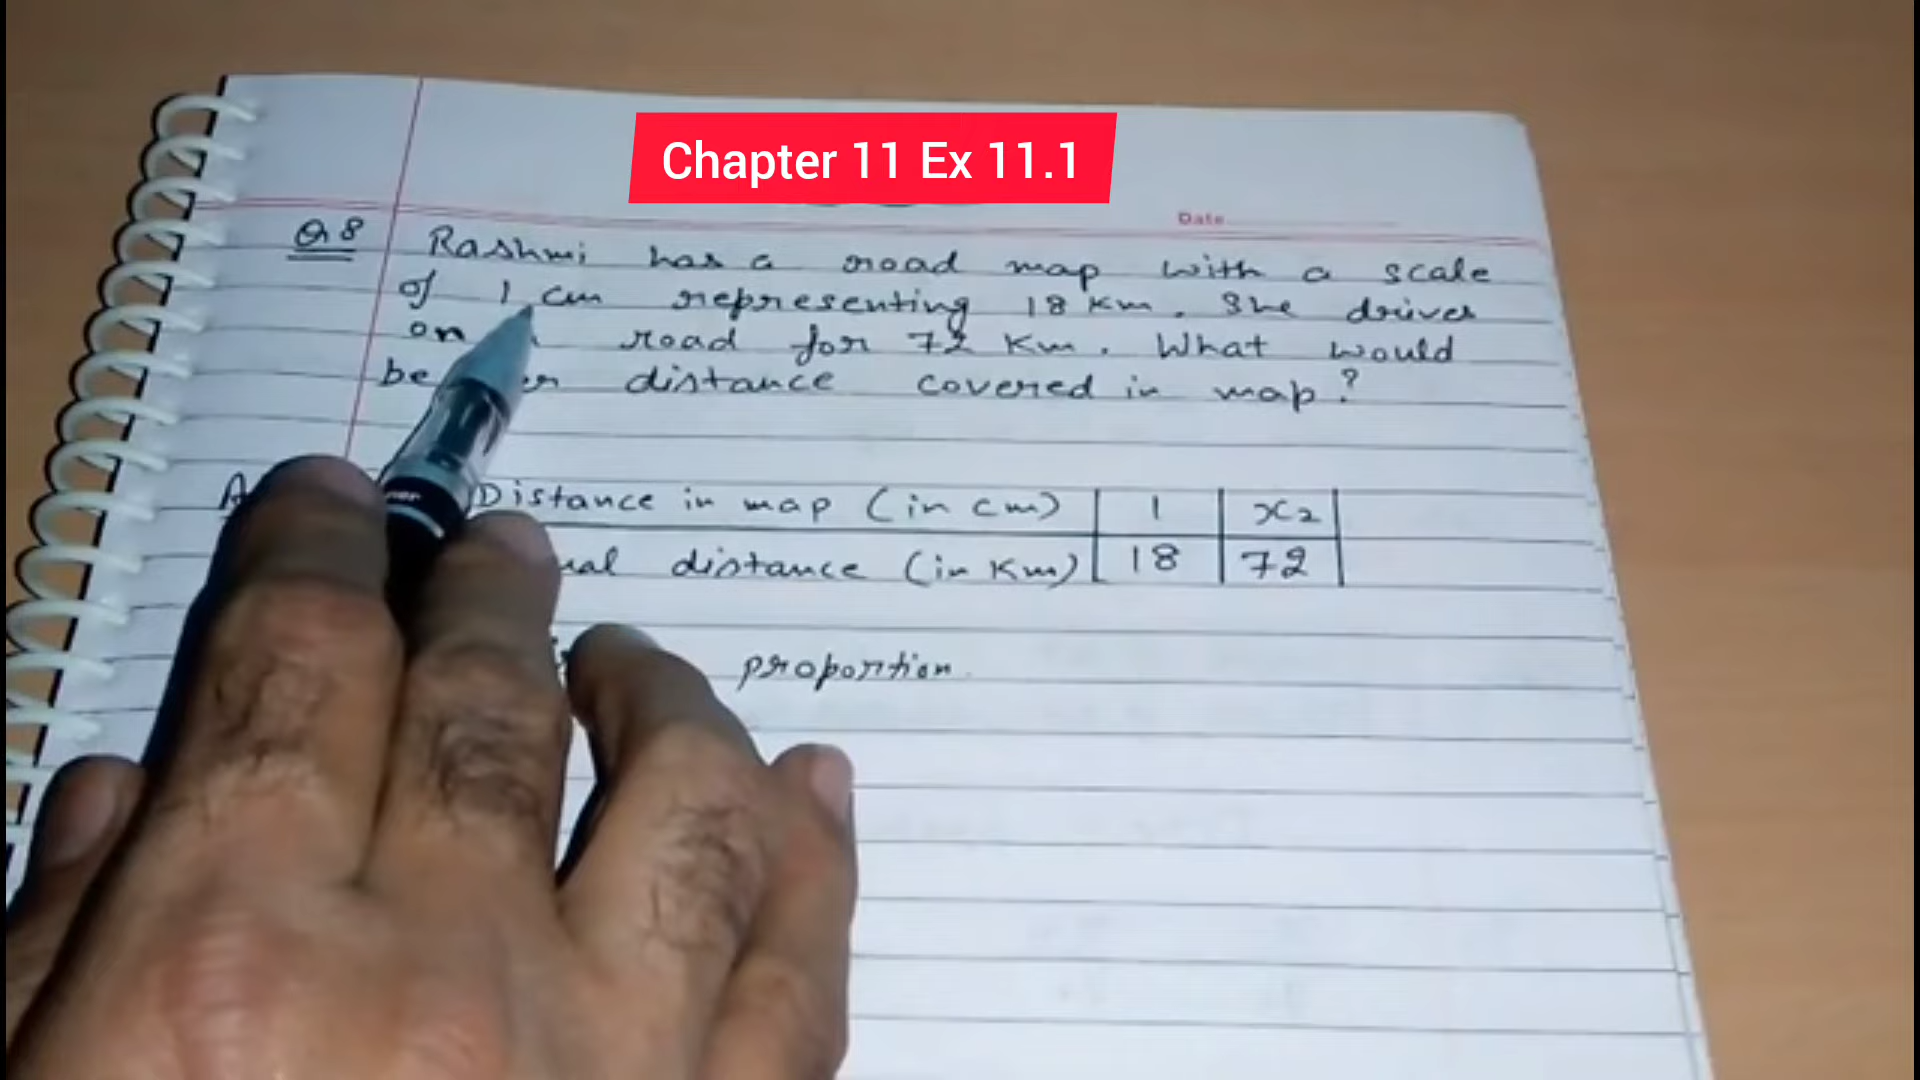 Chapter 11 Ex 11.1
Date
Q 8 Rashmi has a road map with a scale
of 1 cm representing 18 Km. She drives
on road for 72 Km. What would
be distance covered in map?
Distance in map (in cm) 1 x2
distance (in Km) 18 72
proportion.